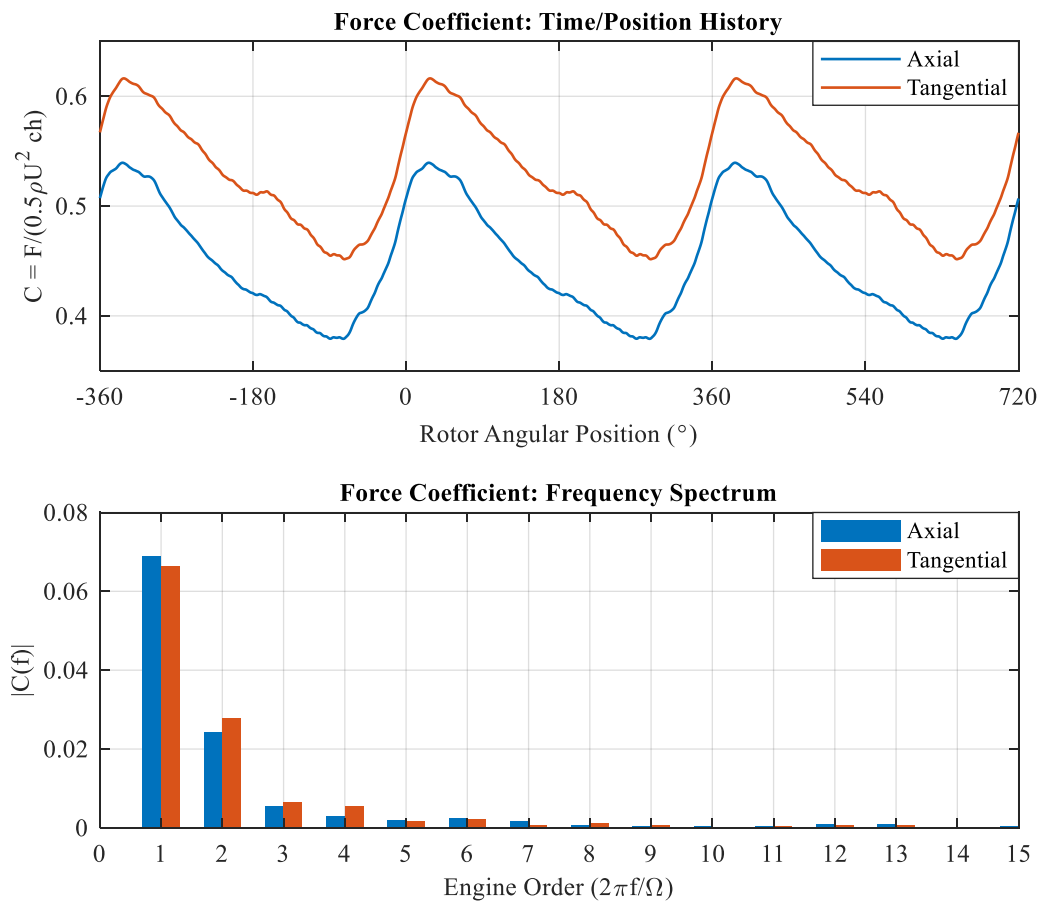 Force Coefficient: Time/Position History
Axial
Tangential
C = F/(0.5ρU² ch)
0.6
0.5
0.4
-360 -180 0 180 360 540 720
Rotor Angular Position (°)
Force Coefficient: Frequency Spectrum
Axial
Tangential
|C(f)|
0.08
0.06
0.04
0.02
0
0 1 2 3 4 5 6 7 8 9 10 11 12 13 14 15
Engine Order (2πf/Ω)